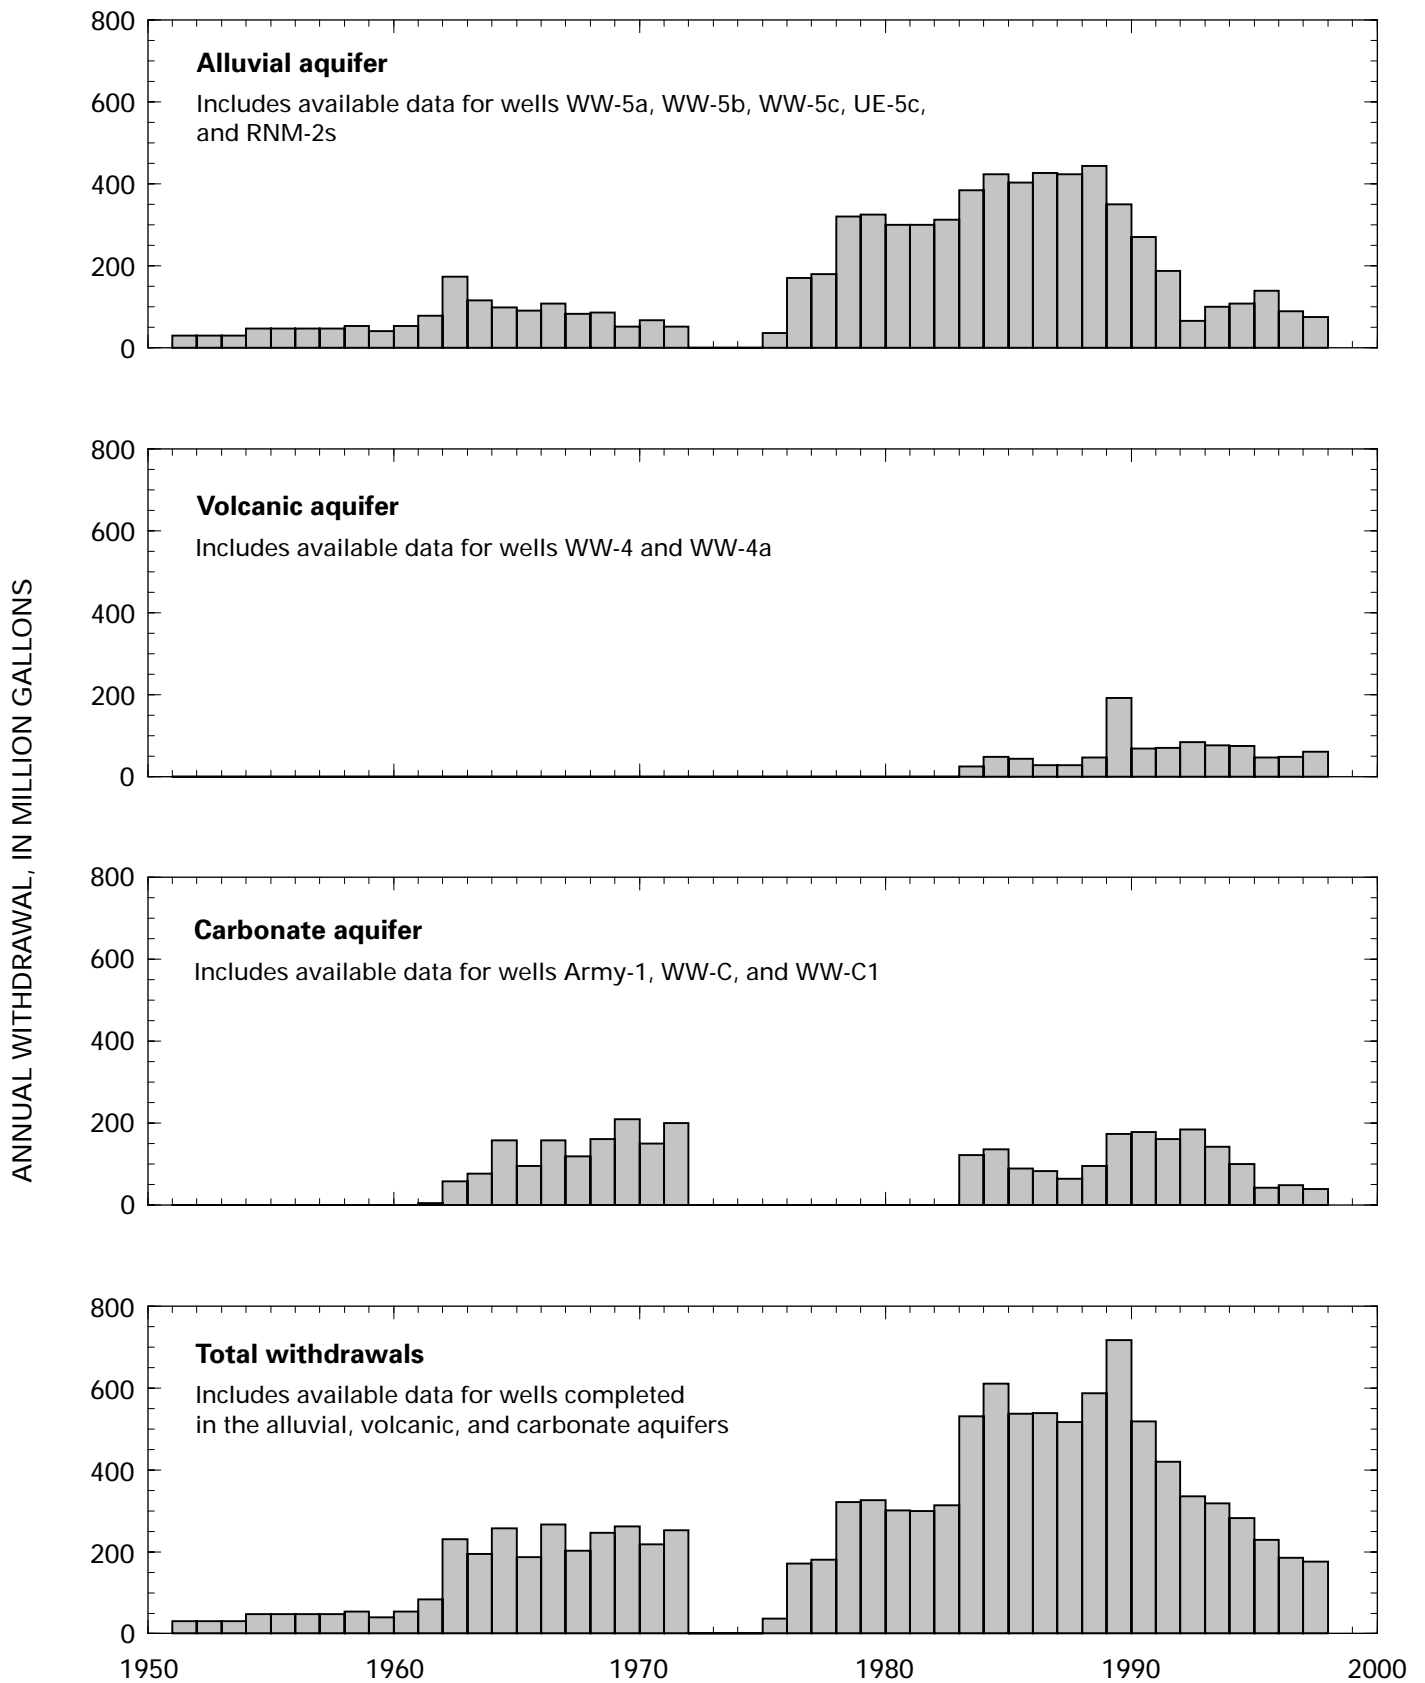 800
Alluvial aquifer
600
Includes available data for wells WW-5a, WW-5b, WW-5c, UE-5c,
and RNM-2s
400
200
0
800
Volcanic aquifer
600
Includes available data for wells WW-4 and WW-4a
400
200
0
ANNUAL WITHDRAWAL, IN MILLION GALLONS
800
Carbonate aquifer
600
Includes available data for wells Army-1, WW-C, and WW-C1
400
200
0
800
Total withdrawals
600
Includes available data for wells completed
in the alluvial, volcanic, and carbonate aquifers
400
200
0
1950 1960 1970 1980 1990 2000